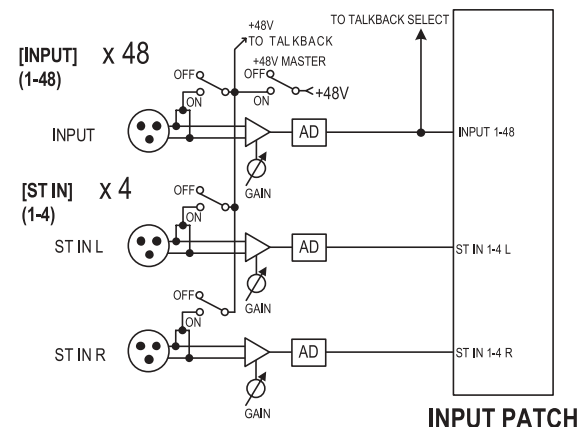 +48V
TO TALKBACK
TO TALKBACK SELECT
[INPUT] X 48
(1-48)
+48V MASTER
OFF
OFF
ON
ON
+48V
INPUT
AD
INPUT 1-48
GAIN
[ST IN] X 4
(1-4)
OFF
ON
ST IN L
AD
ST IN 1-4 L
GAIN
OFF
ON
ST IN R
AD
ST IN 1-4 R
GAIN
INPUT PATCH